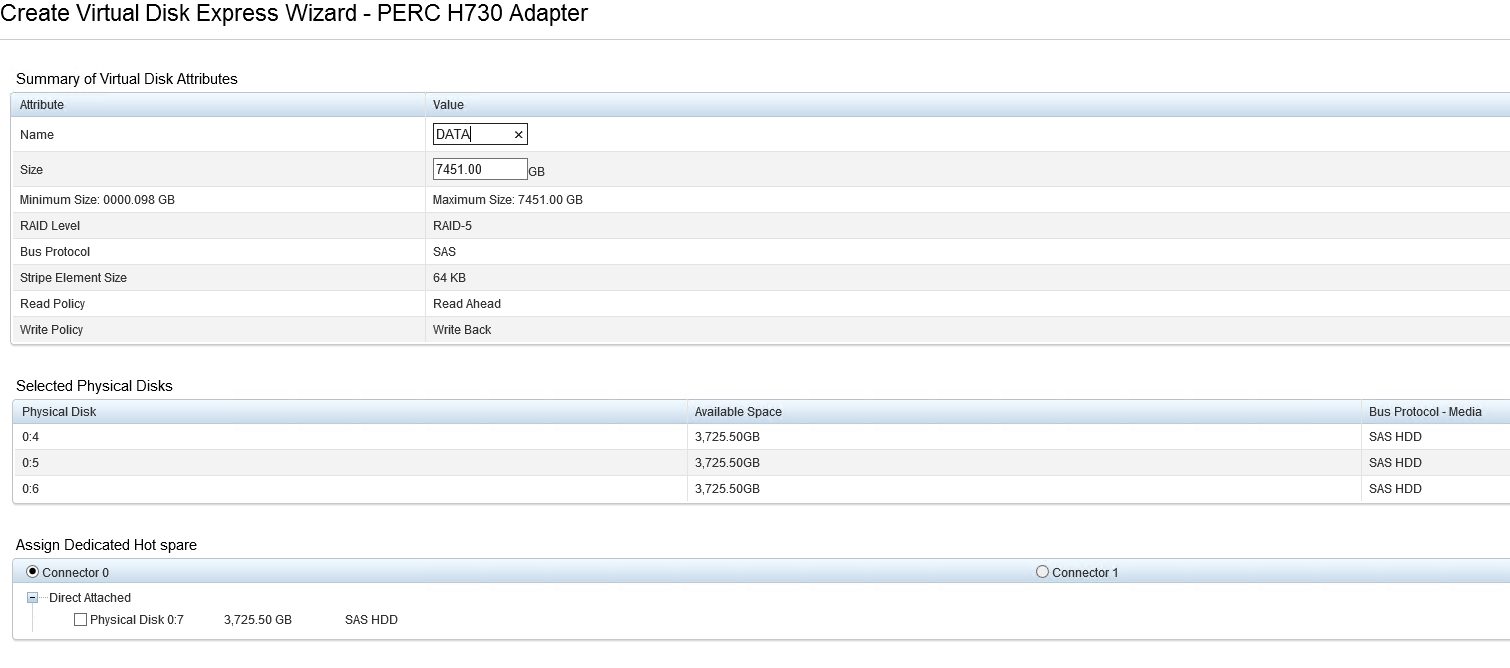 Create Virtual Disk Express Wizard - PERC H730 Adapter
Summary of Virtual Disk Attributes
Attribute Value
Name DATA ×
Size 7451.00 GB
Minimum Size: 0000.098 GB Maximum Size: 7451.00 GB
RAID Level RAID-5
Bus Protocol SAS
Stripe Element Size 64 KB
Read Policy Read Ahead
Write Policy Write Back
Selected Physical Disks
Physical Disk Available Space Bus Protocol - Media
0:4 3,725.50GB SAS HDD
0:5 3,725.50GB SAS HDD
0:6 3,725.50GB SAS HDD
Assign Dedicated Hot spare
Connector 0 Connector 1
Direct Attached
Physical Disk 0:7 3,725.50 GB SAS HDD